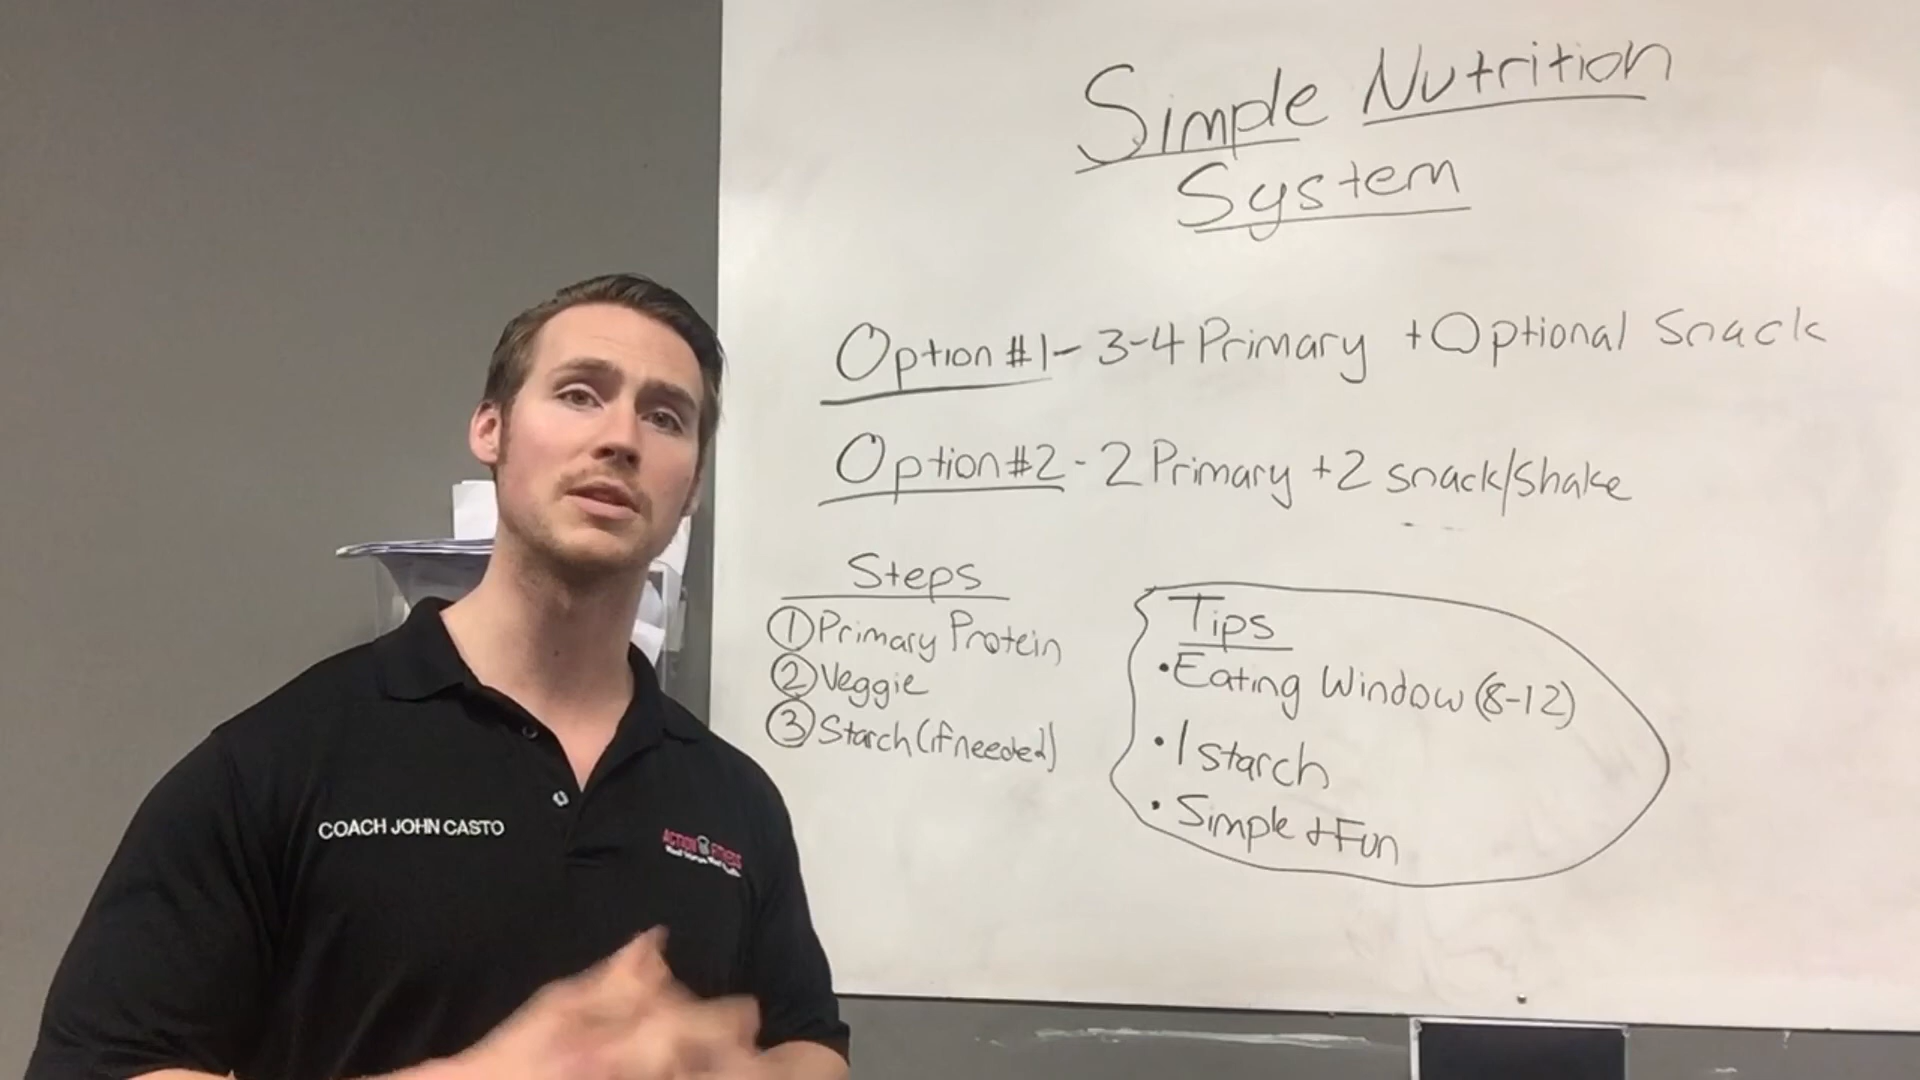 Simple Nutrition
System
Option #1- 3-4 Primary + Optional Snack
Option #2 - 2 Primary + 2 snack/shake
Steps
① Primary Protein
② Veggie
③ Starch (if needed)
Tips
• Eating Window (8-12)
• 1 starch
• Simple + Fun
COACH JOHN CASTO
ACTION FITNESS